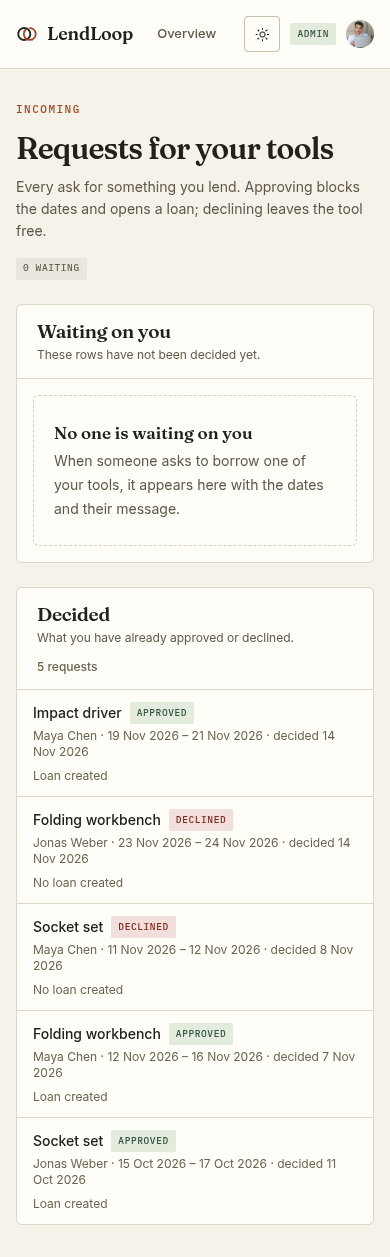 LendLoop
Overview
ADMIN
INCOMING
Requests for your tools
Every ask for something you lend. Approving blocks
the dates and opens a loan; declining leaves the tool
free.
0 WAITING
Waiting on you
These rows have not been decided yet.
No one is waiting on you
When someone asks to borrow one of
your tools, it appears here with the dates
and their message.
Decided
What you have already approved or declined.
5 requests
Impact driver APPROVED
Maya Chen · 19 Nov 2026 – 21 Nov 2026 · decided 14
Nov 2026
Loan created
Folding workbench DECLINED
Jonas Weber · 23 Nov 2026 – 24 Nov 2026 · decided 14
Nov 2026
No loan created
Socket set DECLINED
Maya Chen · 11 Nov 2026 – 12 Nov 2026 · decided 8 Nov
2026
No loan created
Folding workbench APPROVED
Maya Chen · 12 Nov 2026 – 16 Nov 2026 · decided 7 Nov
2026
Loan created
Socket set APPROVED
Jonas Weber · 15 Oct 2026 – 17 Oct 2026 · decided 11
Oct 2026
Loan created